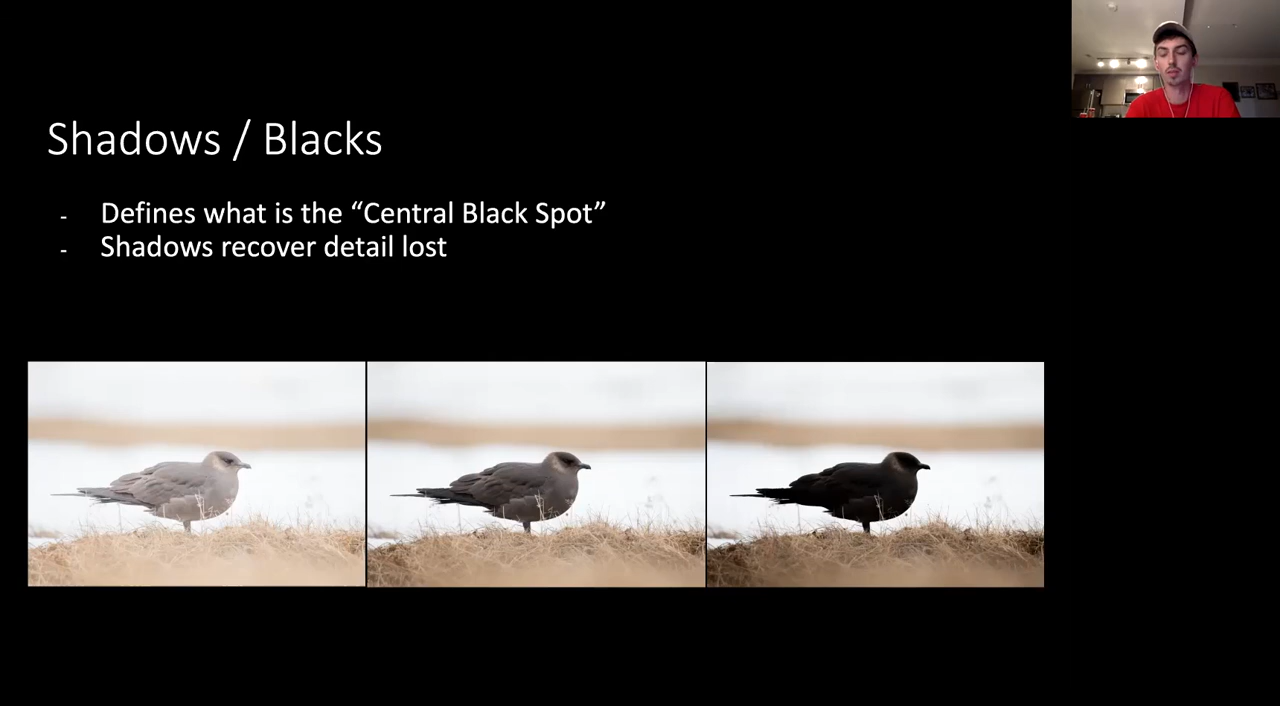 Shadows / Blacks
- Defines what is the “Central Black Spot”
- Shadows recover detail lost